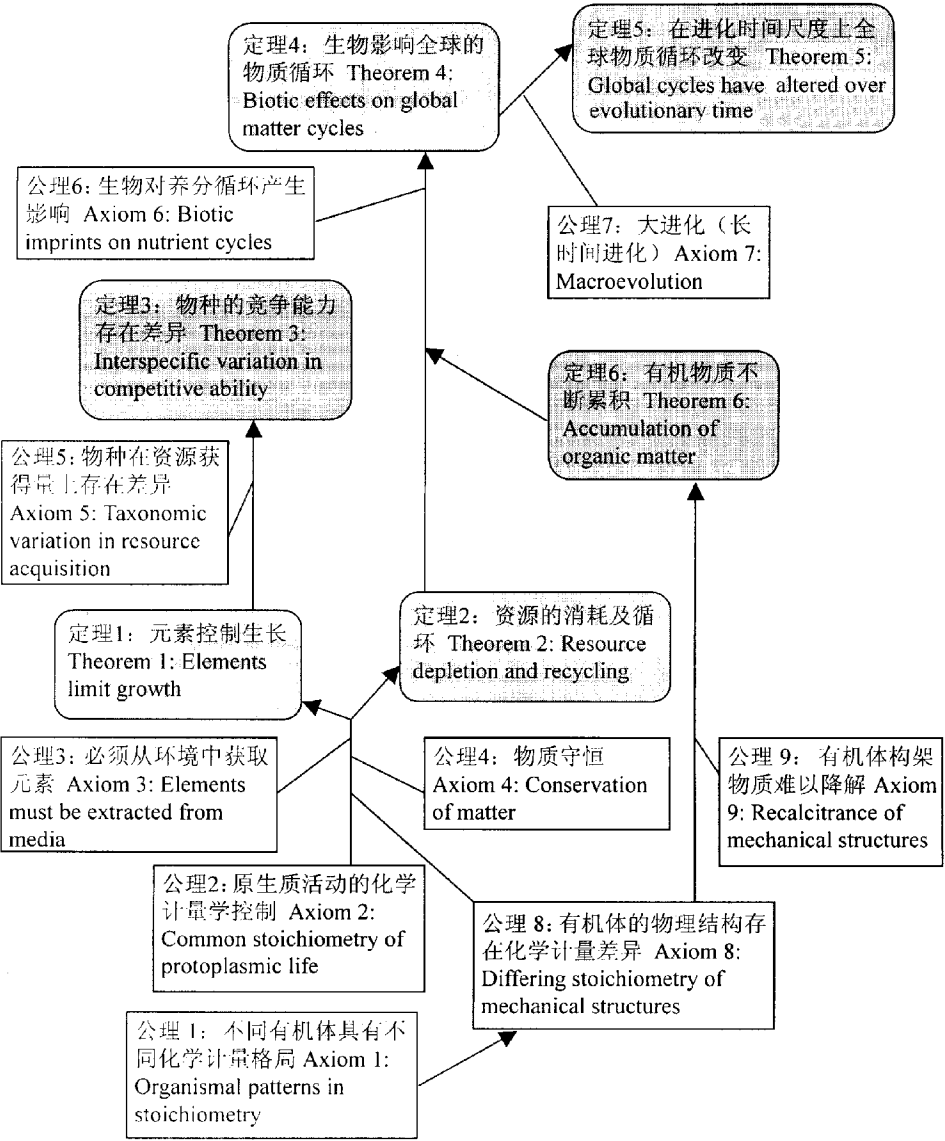 定理4：生物影响全球的
物质循环 Theorem 4:
Biotic effects on global
matter cycles
定理5：在进化时间尺度上全
球物质循环改变 Theorem 5:
Global cycles have altered over
evolutionary time
公理6：生物对养分循环产生
影响 Axiom 6: Biotic
imprints on nutrient cycles
公理7：大进化（长
时间进化）Axiom 7:
Macroevolution
定理3：物种的竞争能力
存在差异 Theorem 3:
Interspecific variation in
competitive ability
定理6：有机物质不
断累积 Theorem 6:
Accumulation of
organic matter
公理5：物种在资源获
得量上存在差异
Axiom 5: Taxonomic
variation in resource
acquisition
定理1：元素控制生长
Theorem 1: Elements
limit growth
定理2：资源的消耗及循
环 Theorem 2: Resource
depletion and recycling
公理3：必须从环境中获取
元素 Axiom 3: Elements
must be extracted from
media
公理4：物质守恒
Axiom 4: Conservation
of matter
公理 9：有机体构架
物质难以降解 Axiom
9: Recalcitrance of
mechanical structures
公理2：原生质活动的化学
计量学控制 Axiom 2:
Common stoichiometry of
protoplasmic life
公理 8：有机体的物理结构存
在化学计量差异 Axiom 8:
Differing stoichiometry of
mechanical structures
公理 1：不同有机体具有不
同化学计量格局 Axiom 1:
Organismal patterns in
stoichiometry